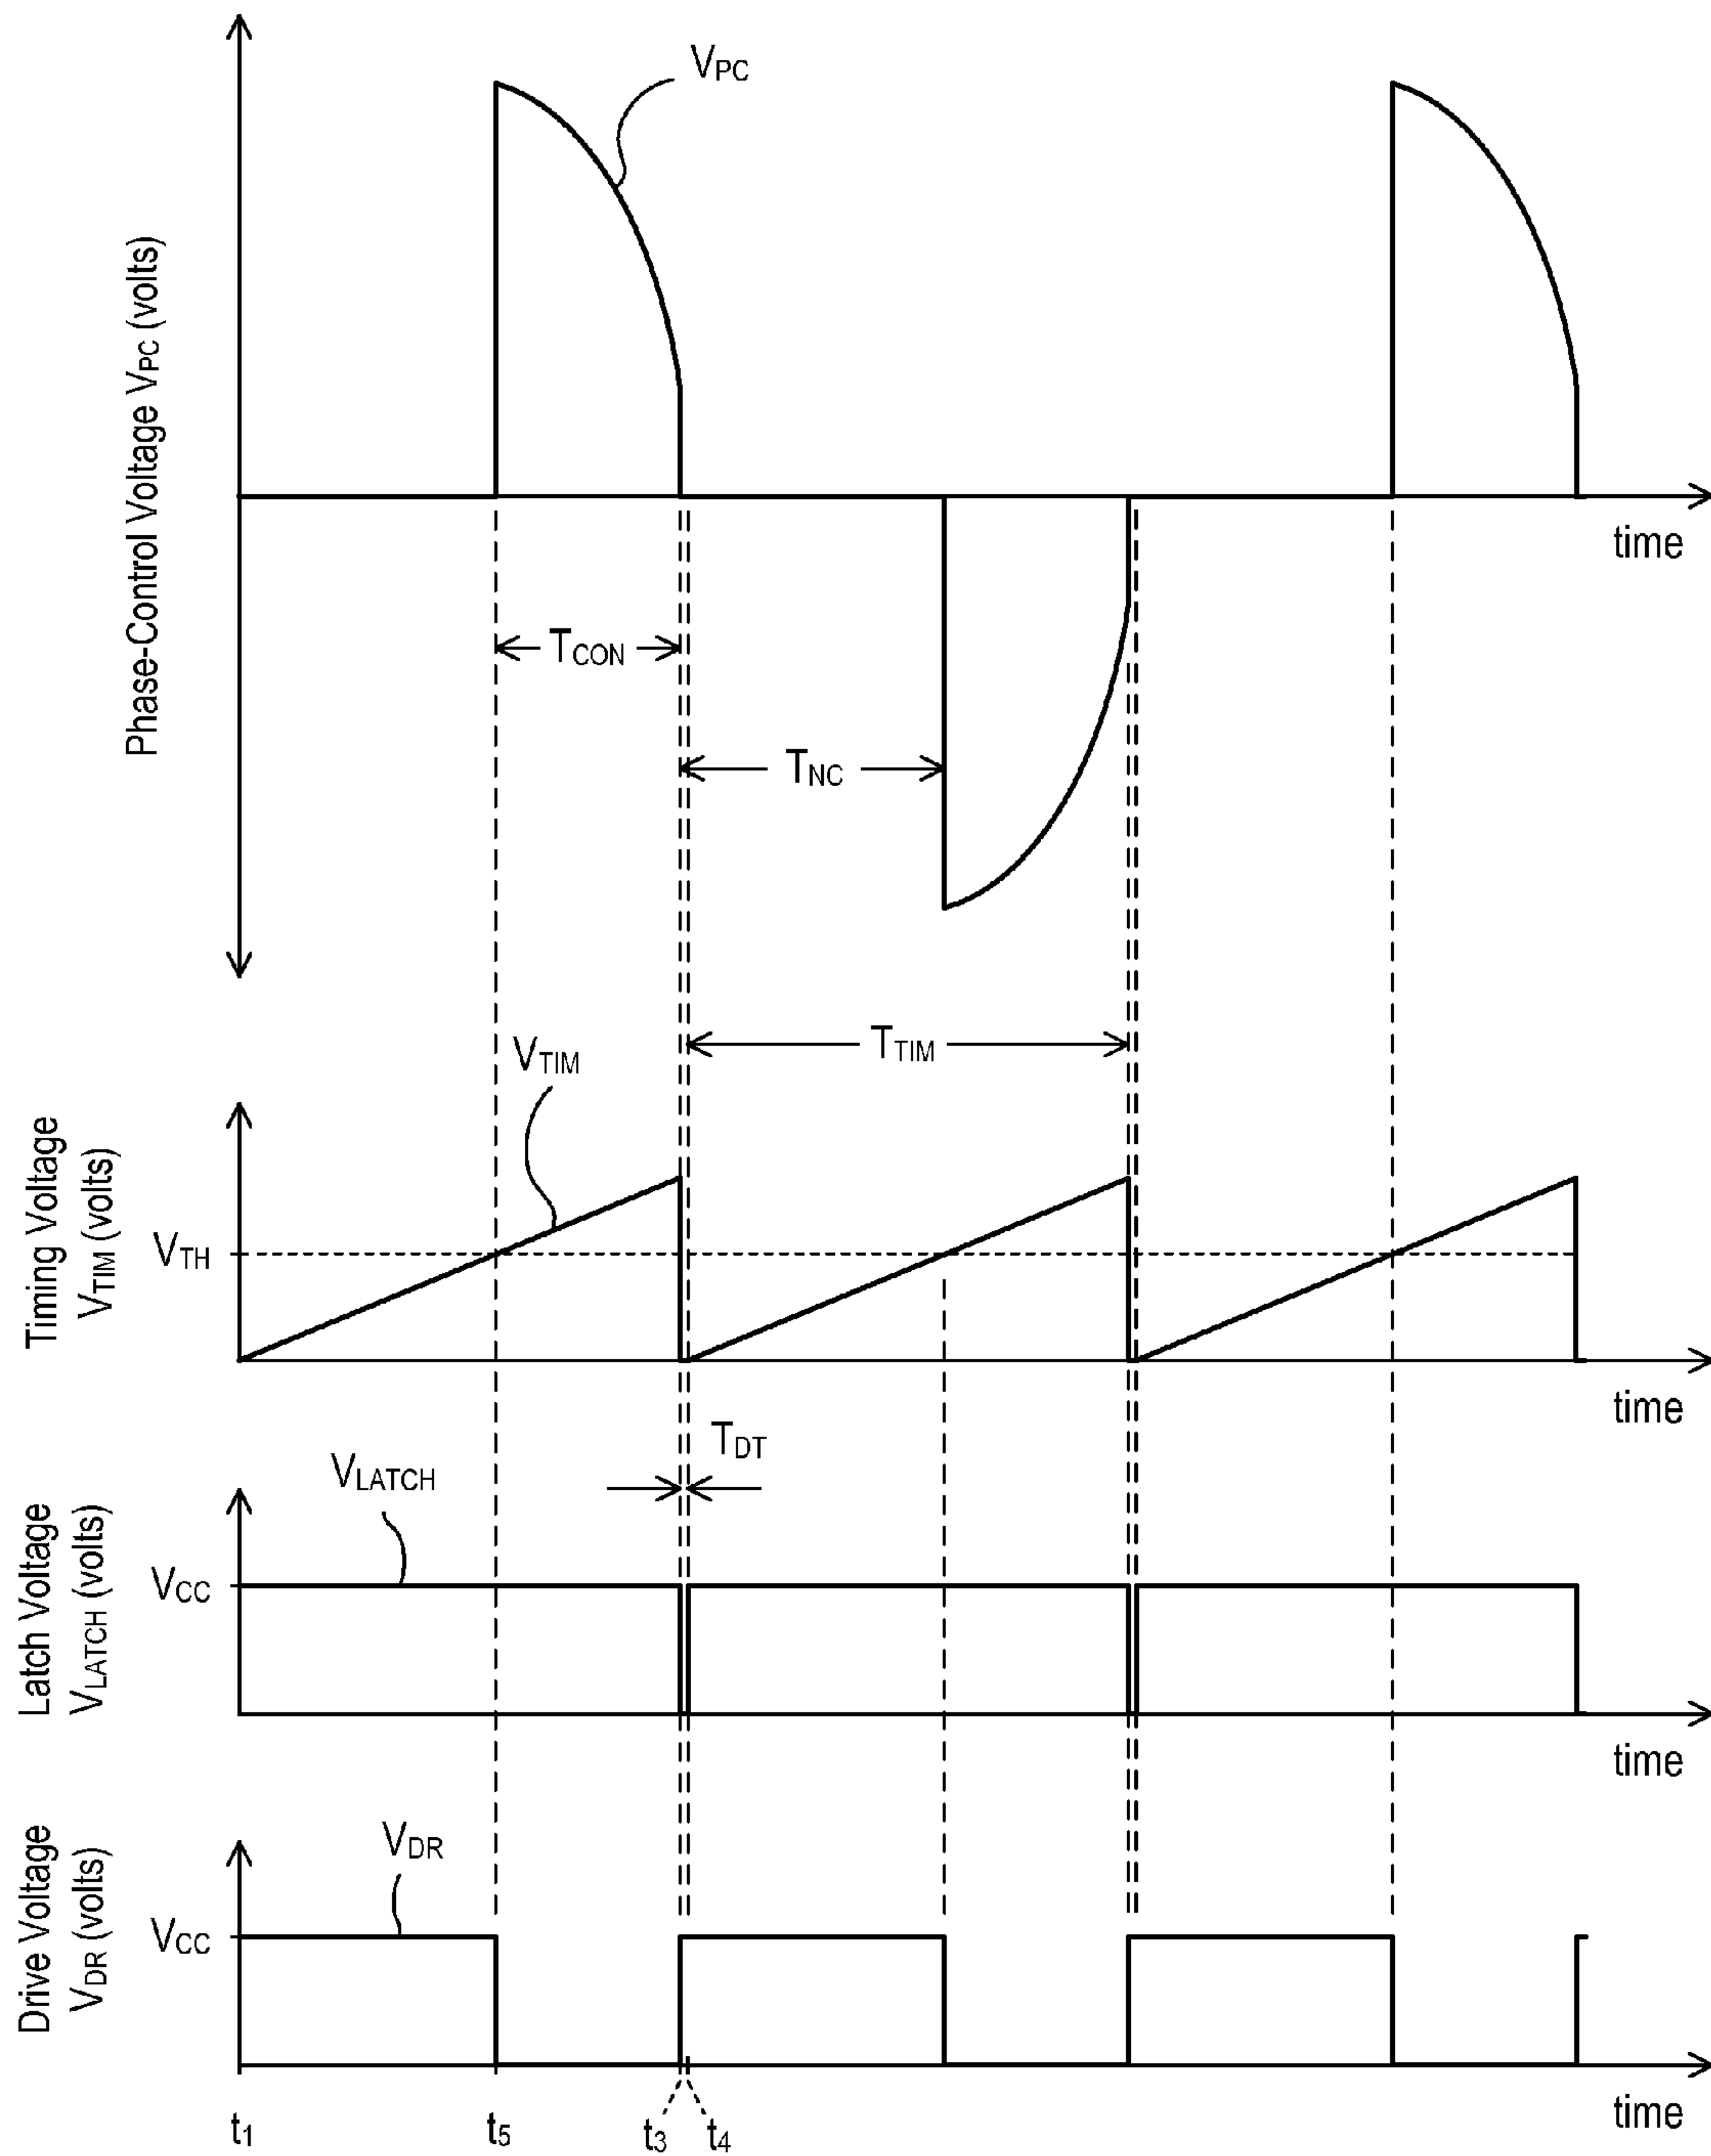 Phase-Control Voltage VPC (volts)
VPC
time
TCON
TNC
TTIM
VTIM
Timing Voltage
VTIM (volts)
VTH
time
TDT
VLATCH
Latch Voltage
VLATCH (volts)
VCC
time
VDR
Drive Voltage
VDR (volts)
VCC
time
t1
t5
t3
t4